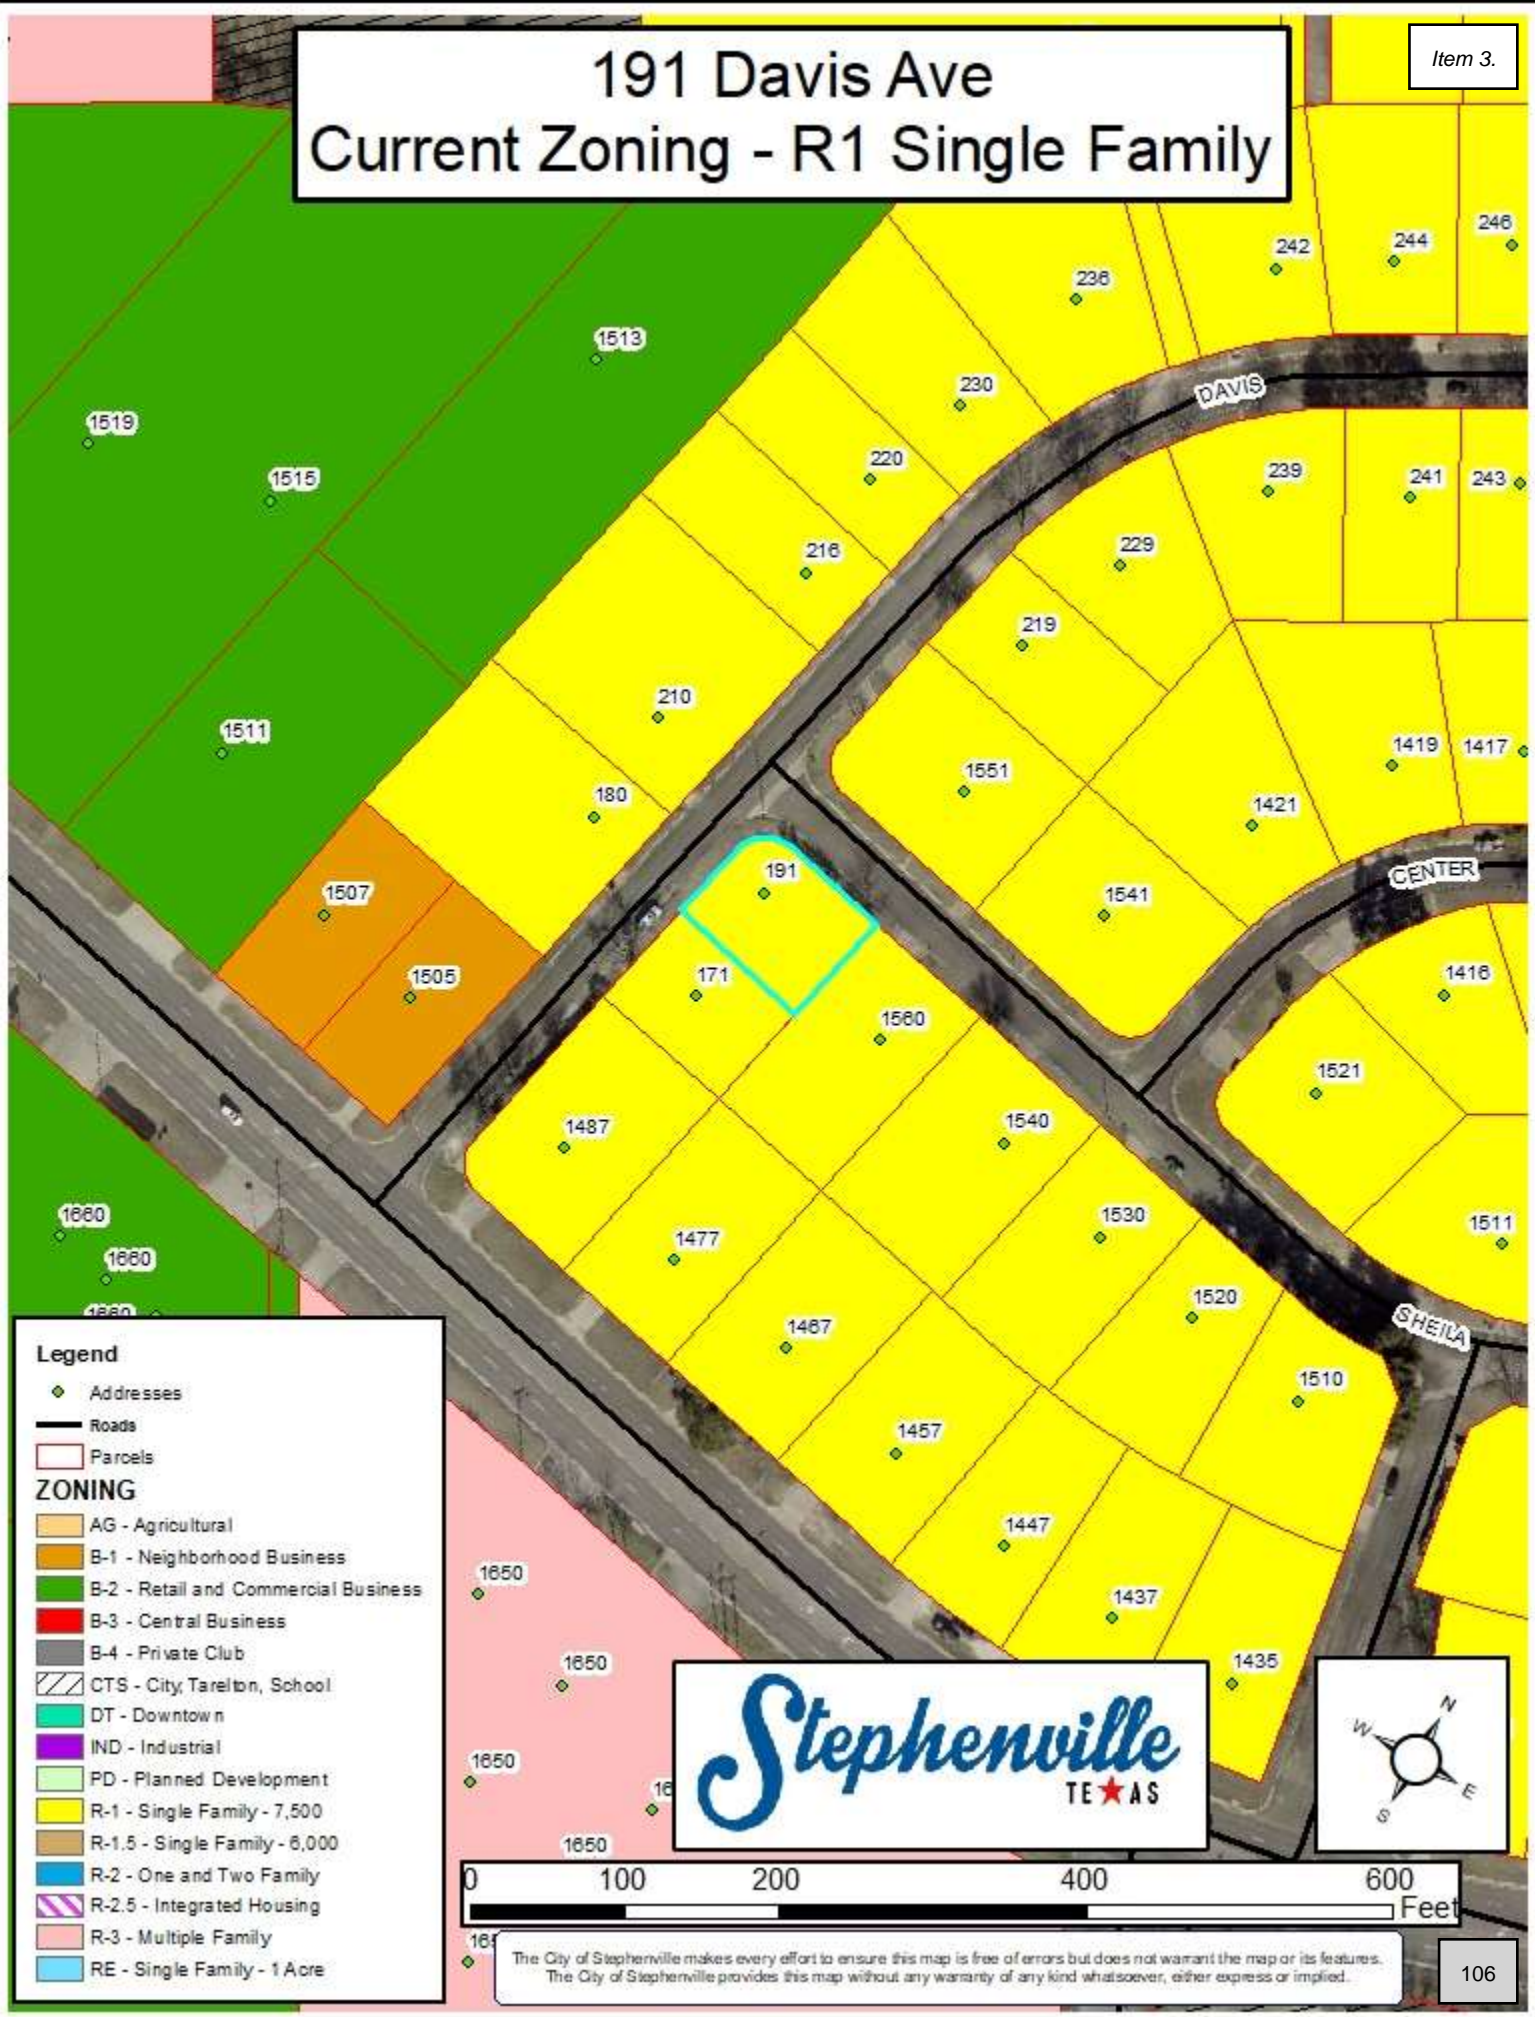 Item 3.
191 Davis Ave
Current Zoning - R1 Single Family
246
244
242
236
1513
230
DAVIS
1519
220
239
241
243
1515
216
229
219
210
1511
1419
1417
1551
180
1421
191
CENTER
1507
1541
171
1505
1416
1560
1521
1487
1540
1660
1530
1511
1477
1660
1520
1660
1467
SHEILA
1510
1457
1447
1650
1437
1650
1435
1650
1650
Legend
Addresses
Roads
Parcels
ZONING
AG - Agricultural
B-1 - Neighborhood Business
B-2 - Retail and Commercial Business
B-3 - Central Business
B-4 - Private Club
CTS - City, Tarelton, School
DT - Downtown
IND - Industrial
PD - Planned Development
R-1 - Single Family - 7,500
R-1.5 - Single Family - 6,000
R-2 - One and Two Family
R-2.5 - Integrated Housing
R-3 - Multiple Family
RE - Single Family - 1 Acre
Stephenville
TEXAS
N
W
E
S
0 100 200 400 600
Feet
The City of Stephenville makes every effort to ensure this map is free of errors but does not warrant the map or its features.
The City of Stephenville provides this map without any warranty of any kind whatsoever, either express or implied.
106